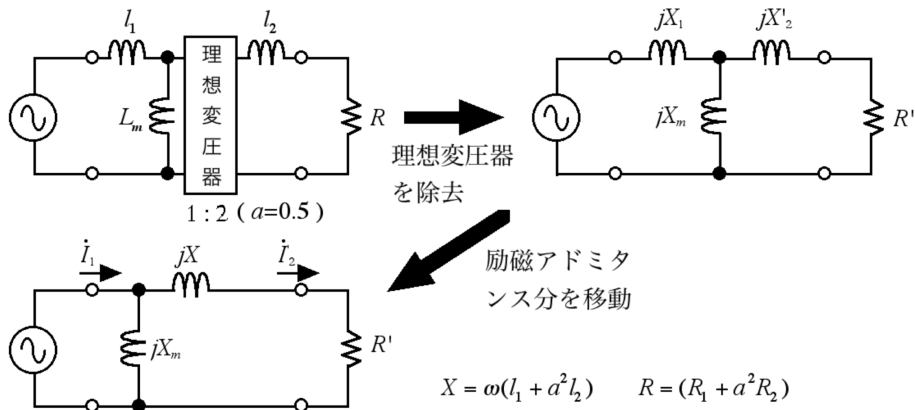 l₁
l₂
理想変圧器
Lₘ
R
1 : 2 ( a=0.5 )
理想変圧器
を除去
jX₁
jX'₂
jXₘ
R'
励磁アドミタ
ンス分を移動
İ₁
jX
İ₂
jXₘ
R'
X = ω(l₁ + a²l₂)
R = (R₁ + a²R₂)